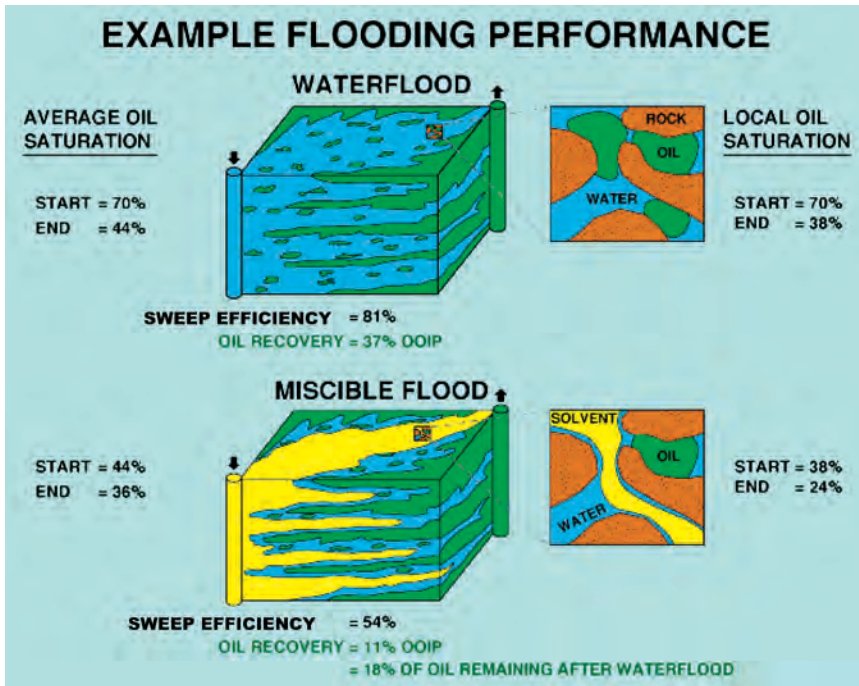 EXAMPLE FLOODING PERFORMANCE
WATERFLOOD
AVERAGE OIL
SATURATION
START = 70%
END = 44%
ROCK
OIL
WATER
LOCAL OIL
SATURATION
START = 70%
END = 38%
SWEEP EFFICIENCY = 81%
OIL RECOVERY = 37% OOIP
MISCIBLE FLOOD
START = 44%
END = 36%
SOLVENT
OIL
WATER
START = 38%
END = 24%
SWEEP EFFICIENCY = 54%
OIL RECOVERY = 11% OOIP
= 18% OF OIL REMAINING AFTER WATERFLOOD